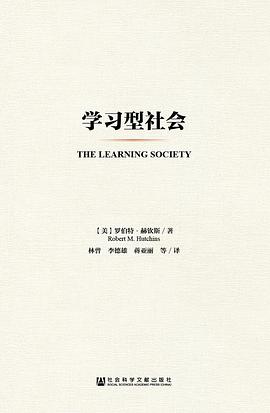 学习型社会
THE LEARNING SOCIETY
【美】罗伯特·赫钦斯/著
Robert M. Hutchins
林曾 李德雄 蒋亚丽 等/译
社会科学文献出版社
SOCIAL SCIENCES ACADEMIC PRESS (CHINA)